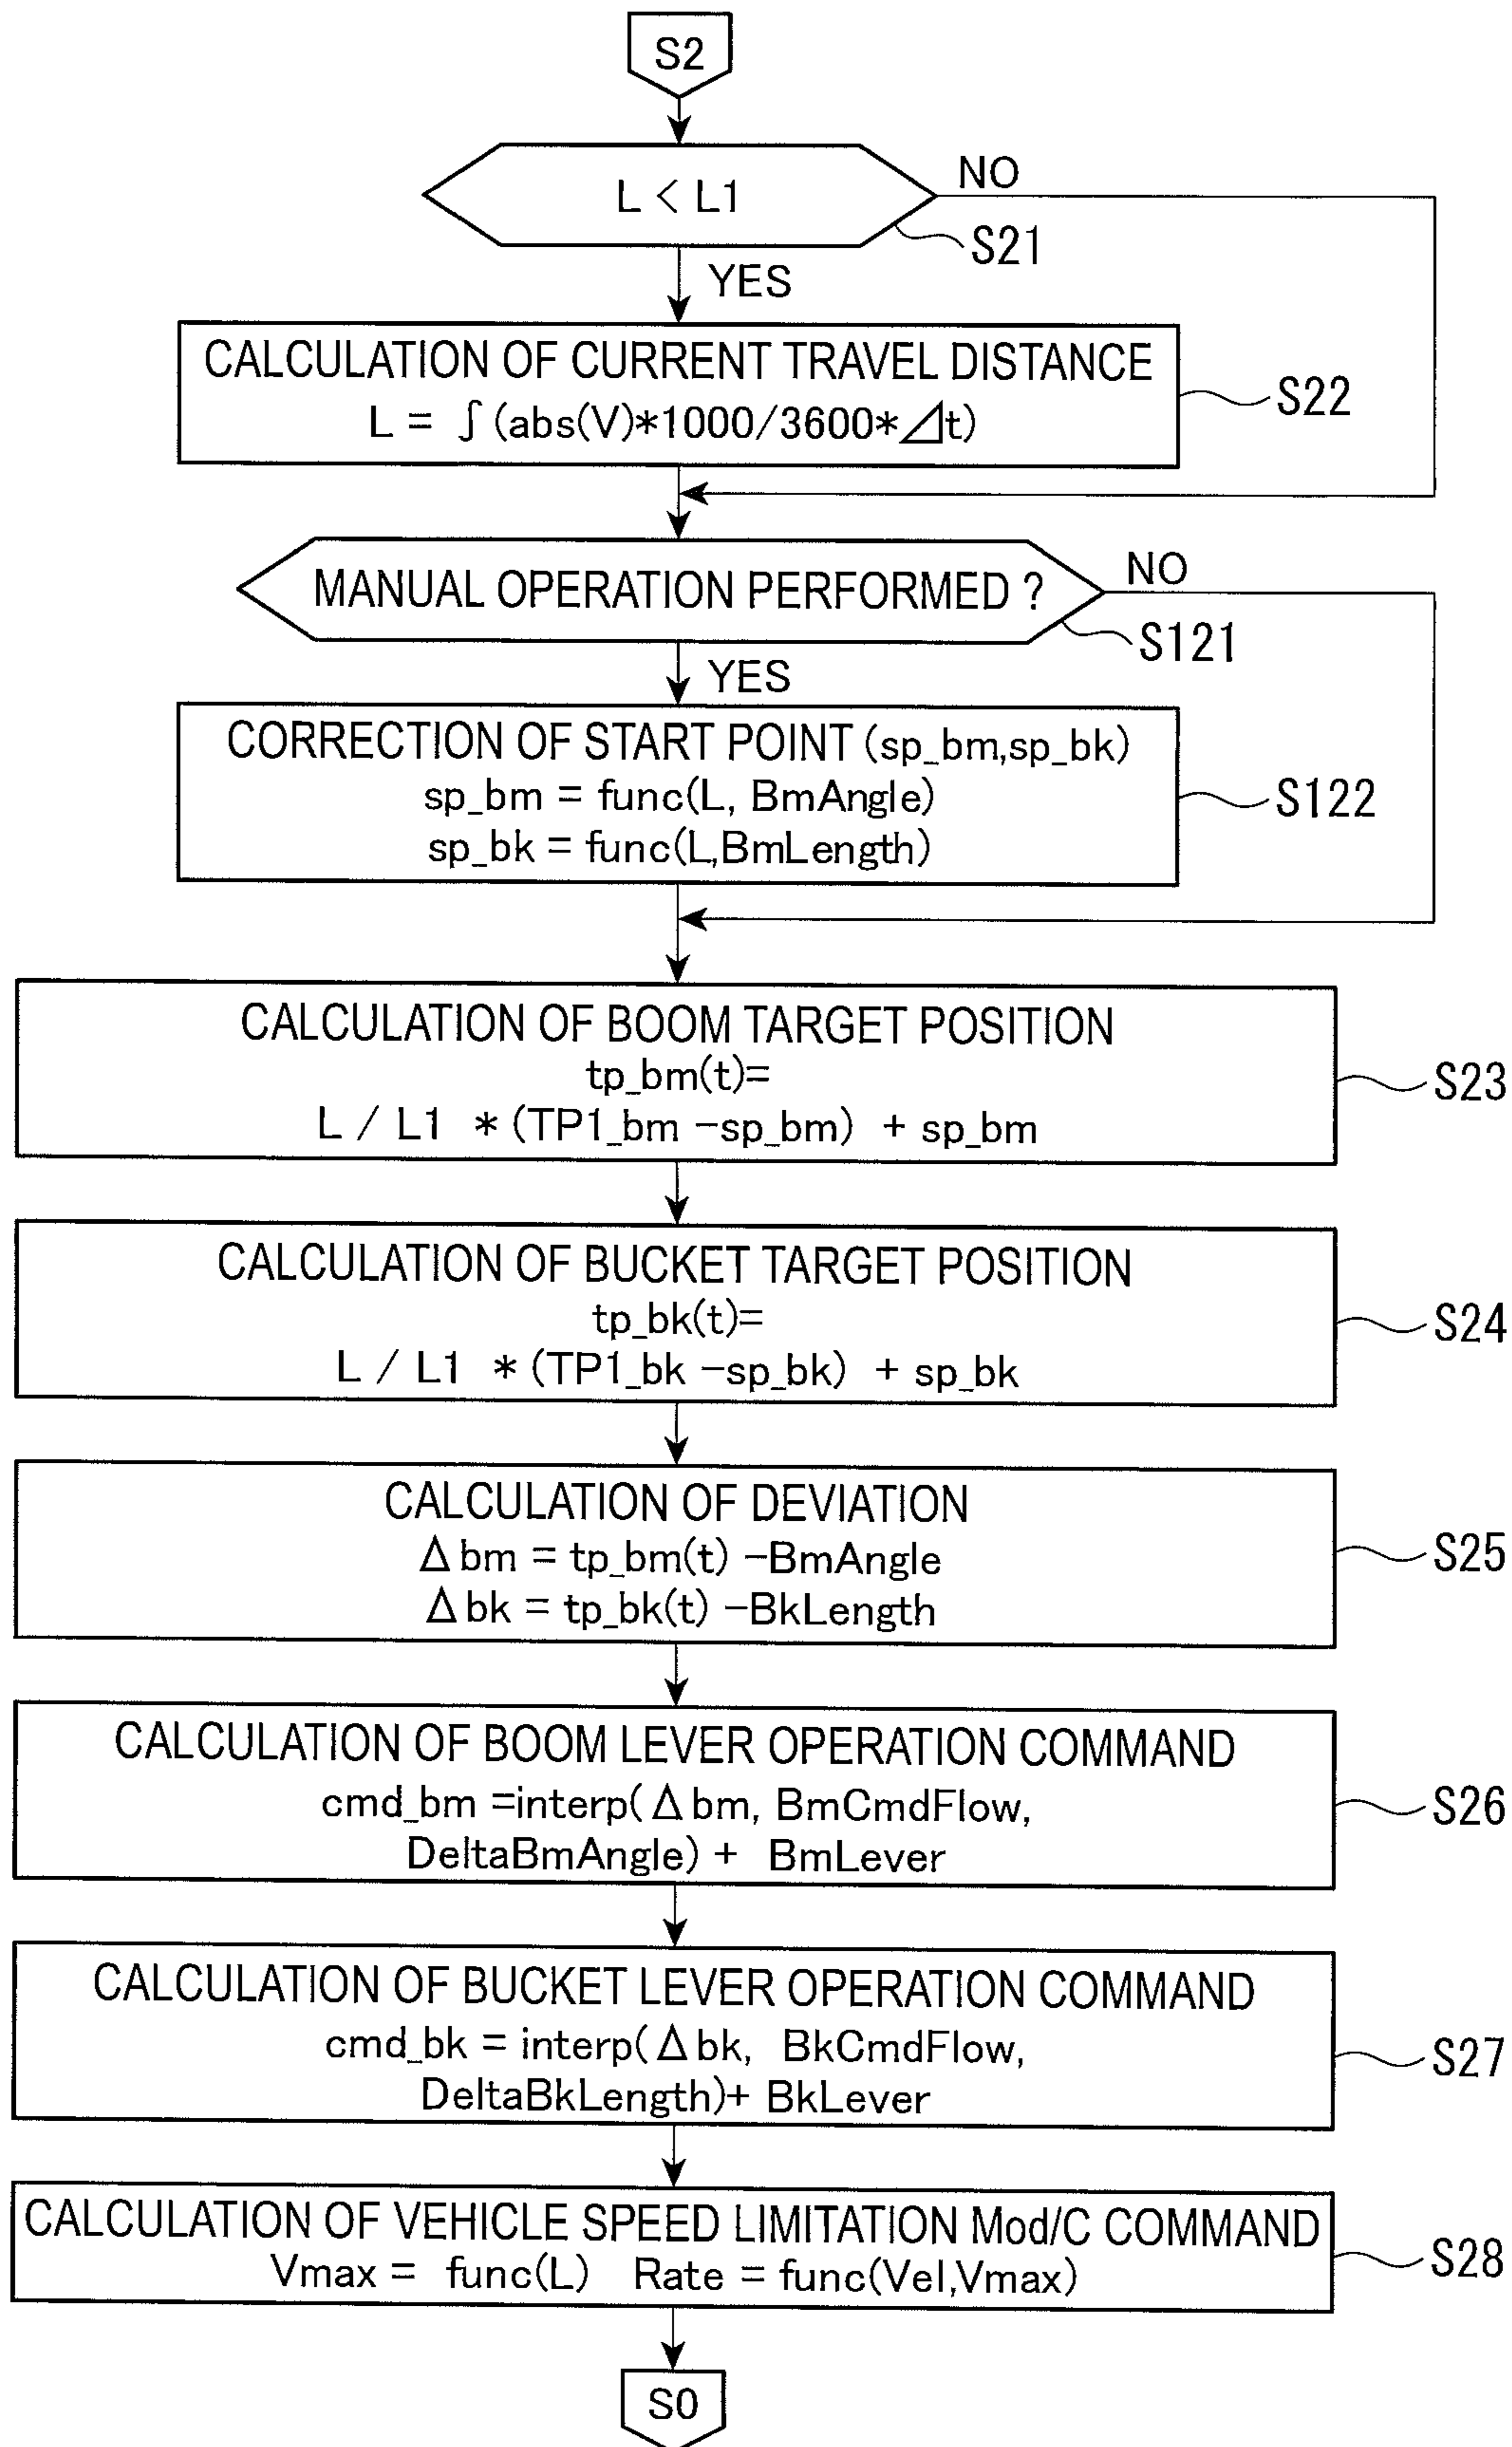 S2
L < L1
NO
S21
YES
CALCULATION OF CURRENT TRAVEL DISTANCE
L = ∫(abs(V)*1000/3600*⊿t)
S22
MANUAL OPERATION PERFORMED ?
NO
S121
YES
CORRECTION OF START POINT (sp_bm,sp_bk)
sp_bm = func(L, BmAngle)
sp_bk = func(L,BmLength)
S122
CALCULATION OF BOOM TARGET POSITION
tp_bm(t)=
L / L1 * (TP1_bm -sp_bm) + sp_bm
S23
CALCULATION OF BUCKET TARGET POSITION
tp_bk(t)=
L / L1 * (TP1_bk -sp_bk) + sp_bk
S24
CALCULATION OF DEVIATION
Δbm = tp_bm(t) -BmAngle
Δbk = tp_bk(t) -BkLength
S25
CALCULATION OF BOOM LEVER OPERATION COMMAND
cmd_bm =interp(Δbm, BmCmdFlow,
DeltaBmAngle) + BmLever
S26
CALCULATION OF BUCKET LEVER OPERATION COMMAND
cmd_bk = interp(Δbk, BkCmdFlow,
DeltaBkLength)+ BkLever
S27
CALCULATION OF VEHICLE SPEED LIMITATION Mod/C COMMAND
Vmax = func(L) Rate = func(Vel,Vmax)
S28
S0